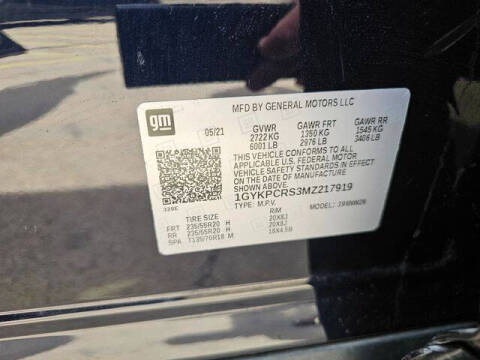 MFD BY GENERAL MOTORS LLC
gm
05/21 GVWR GAWR FRT GAWR RR
2722KG 1350 KG 1545 KG
6001 LB 2976 LB 3406 LB
THIS VEHICLE CONFORMS TO ALL
APPLICABLE U.S. FEDERAL MOTOR
VEHICLE SAFETY STANDARDS IN EFFECT
ON THE DATE OF MANUFACTURE
SHOWN ABOVE.
1GYKPCRS3MZ217919
TYPE: M.P.V. MODEL:
TIRE SIZE RIM
FRT 235/55R20 H 20X8J
RR 235/55R20 H 20X8J
SPA T135/70R18 M 18X4.5B